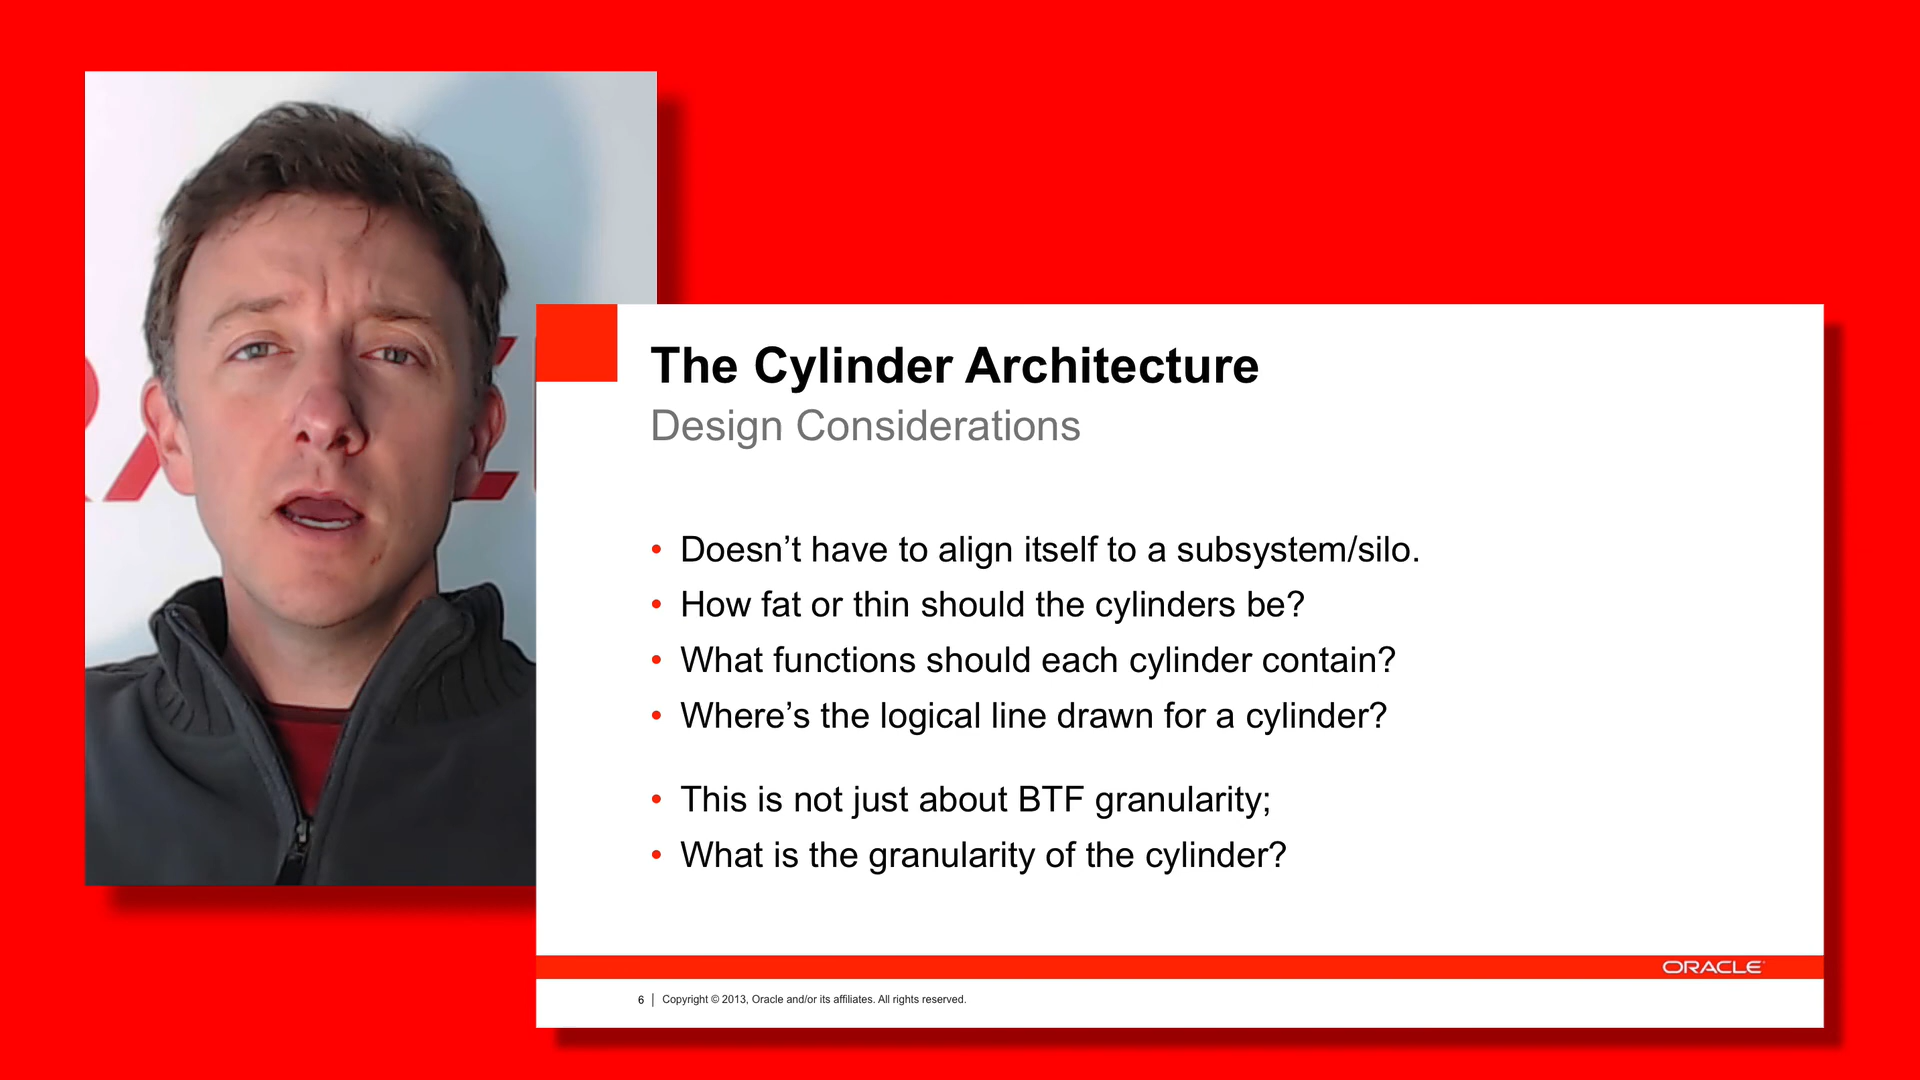 The Cylinder Architecture
Design Considerations
• Doesn’t have to align itself to a subsystem/silo.
• How fat or thin should the cylinders be?
• What functions should each cylinder contain?
• Where’s the logical line drawn for a cylinder?
• This is not just about BTF granularity;
• What is the granularity of the cylinder?
ORACLE
6 | Copyright © 2013, Oracle and/or its affiliates. All rights reserved.